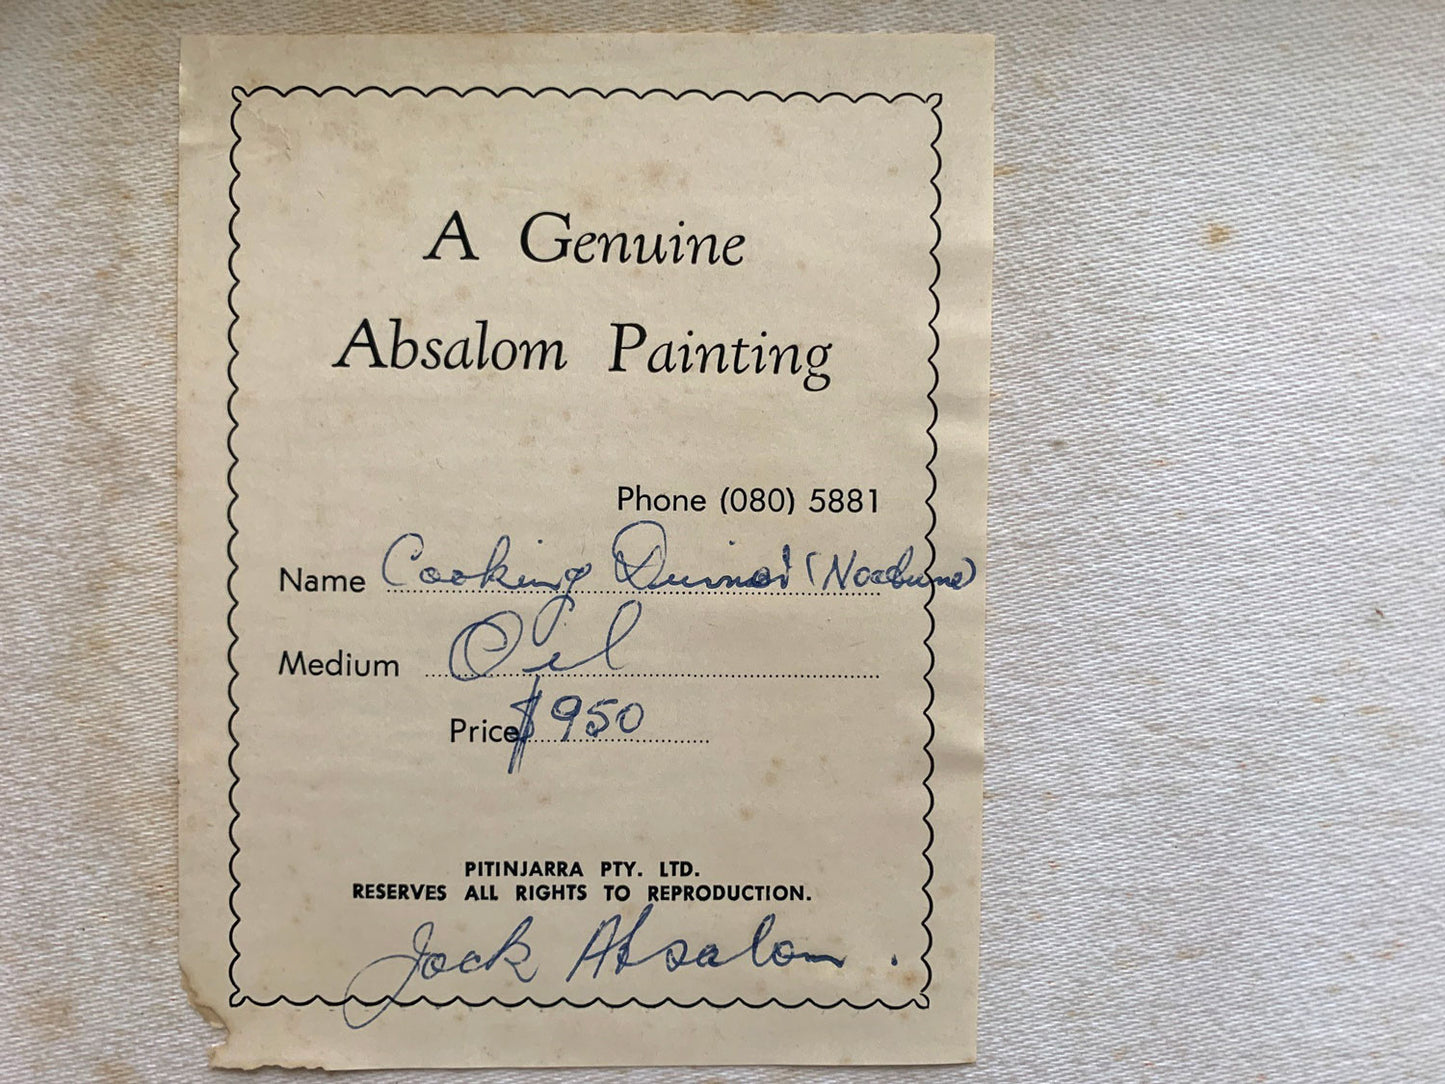 A Genuine
Absalom Painting
Phone (080) 5881
Name Cooking Dinner (Nocturne)
Medium Oil
Price $950
PITINJARRA PTY. LTD.
RESERVES ALL RIGHTS TO REPRODUCTION.
Jack Absalom.